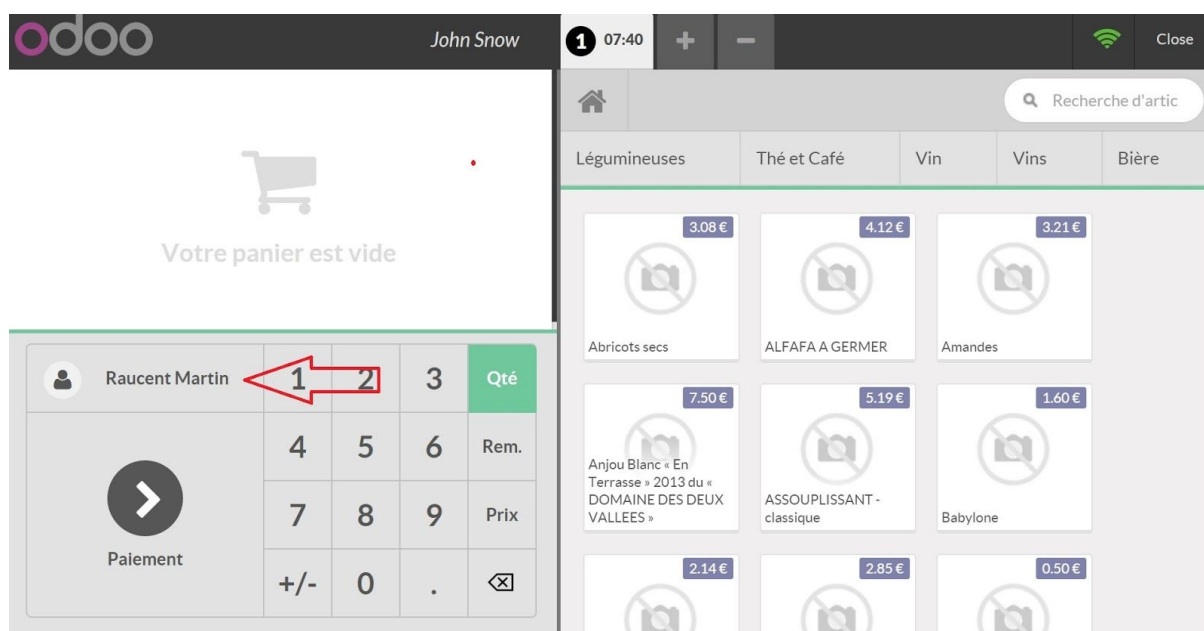 odoo
John Snow
1 07:40 + −
Close
Recherche d'artic
Légumineuses Thé et Café Vin Vins Bière
Votre panier est vide
3.08 €
Abricots secs
4.12 €
ALFAFA A GERMER
3.21 €
Amandes
7.50 €
Anjou Blanc « En
Terrasse » 2013 du «
DOMAINE DES DEUX
VALLEES »
5.19 €
ASSOUPLISSANT -
classique
1.60 €
Babylone
2.14 €
2.85 €
0.50 €
Raucent Martin
Paiement
1 2 3 Qté
4 5 6 Rem.
7 8 9 Prix
+/- 0 .